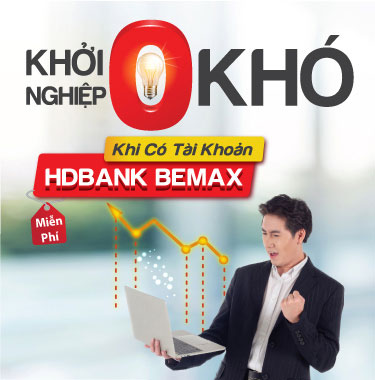 KHỞI NGHIỆP 0 KHÓ
Khi Có Tài Khoản
HDBANK BEMAX
Miễn
Phí